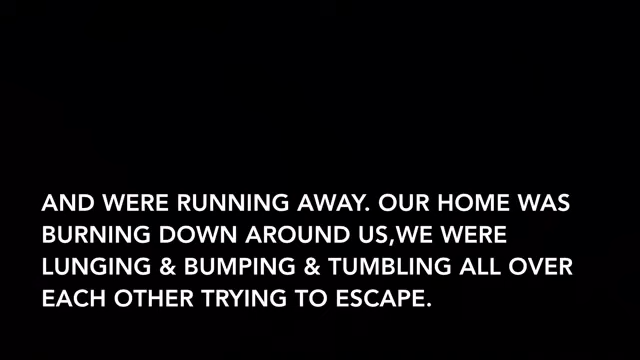 AND WERE RUNNING AWAY. OUR HOME WAS
BURNING DOWN AROUND US,WE WERE
LUNGING & BUMPING & TUMBLING ALL OVER
EACH OTHER TRYING TO ESCAPE.